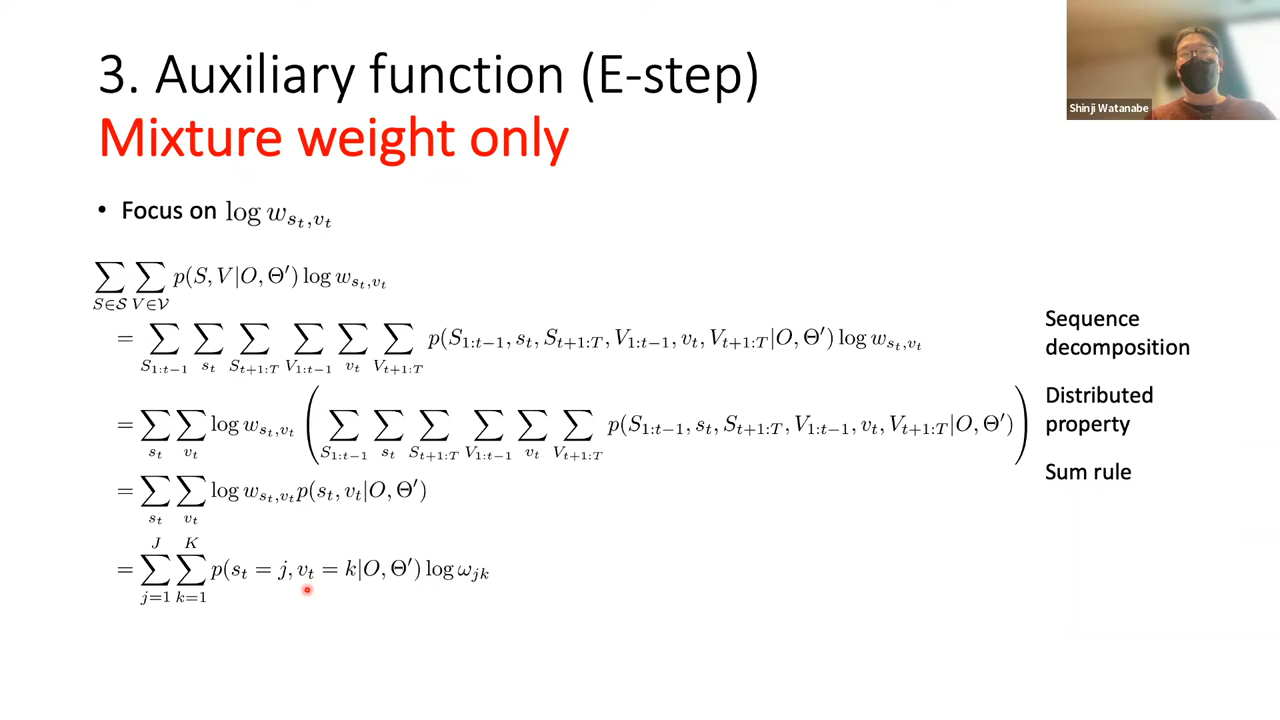 3. Auxiliary function (E-step)
Mixture weight only
Shinji Watanabe
• Focus on log w_{s_t,v_t}
∑_{S∈𝒮} ∑_{V∈𝒱} p(S, V|O, Θ′) log w_{s_t,v_t}
= ∑_{S_{1:t−1}} ∑_{s_t} ∑_{S_{t+1:T}} ∑_{V_{1:t−1}} ∑_{v_t} ∑_{V_{t+1:T}} p(S_{1:t−1}, s_t, S_{t+1:T}, V_{1:t−1}, v_t, V_{t+1:T}|O, Θ′) log w_{s_t,v_t}
= ∑_{s_t} ∑_{v_t} log w_{s_t,v_t} ( ∑_{S_{1:t−1}} ∑_{s_t} ∑_{S_{t+1:T}} ∑_{V_{1:t−1}} ∑_{v_t} ∑_{V_{t+1:T}} p(S_{1:t−1}, s_t, S_{t+1:T}, V_{1:t−1}, v_t, V_{t+1:T}|O, Θ′) )
= ∑_{s_t} ∑_{v_t} log w_{s_t,v_t} p(s_t, v_t|O, Θ′)
= ∑_{j=1}^{J} ∑_{k=1}^{K} p(s_t = j, v_t = k|O, Θ′) log ω_{jk}
Sequence
decomposition
Distributed
property
Sum rule